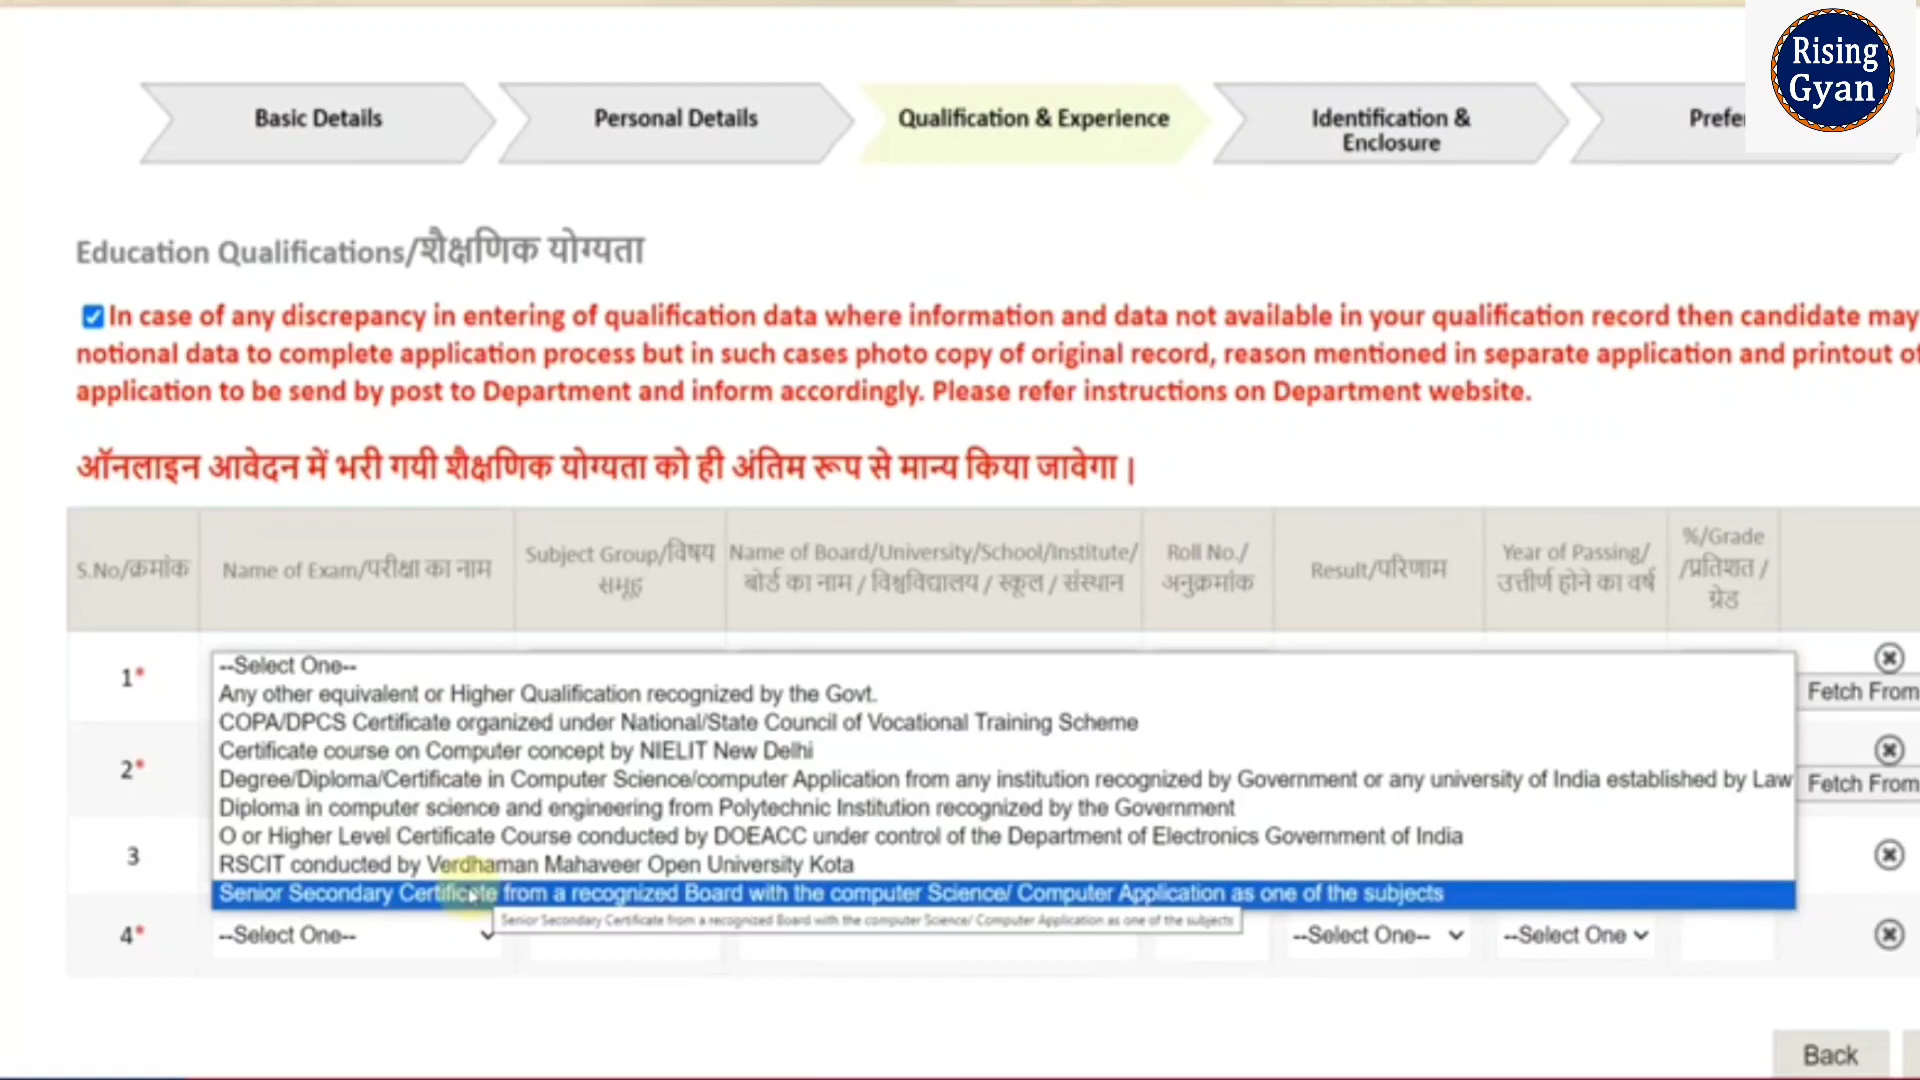 Rising
Gyan
Basic Details
Personal Details
Qualification & Experience
Identification &
Enclosure
Prefe
Education Qualifications/शैक्षणिक योग्यता
In case of any discrepancy in entering of qualification data where information and data not available in your qualification record then candidate may
notional data to complete application process but in such cases photo copy of original record, reason mentioned in separate application and printout of
application to be send by post to Department and inform accordingly. Please refer instructions on Department website.
ऑनलाइन आवेदन में भरी गयी शैक्षणिक योग्यता को ही अंतिम रूप से मान्य किया जावेगा |
S.No/क्रमांक
Name of Exam/परीक्षा का नाम
Subject Group/विषय
समूह
Name of Board/University/School/Institute/
बोर्ड का नाम / विश्वविद्यालय / स्कूल / संस्थान
Roll No./
अनुक्रमांक
Result/परिणाम
Year of Passing/
उत्तीर्ण होने का वर्ष
%/Grade
/प्रतिशत /
ग्रेड
1*
--Select One--
Any other equivalent or Higher Qualification recognized by the Govt.
Fetch From
COPA/DPCS Certificate organized under National/State Council of Vocational Training Scheme
Certificate course on Computer concept by NIELIT New Delhi
2*
Degree/Diploma/Certificate in Computer Science/computer Application from any institution recognized by Government or any university of India established by Law
Fetch From
Diploma in computer science and engineering from Polytechnic Institution recognized by the Government
O or Higher Level Certificate Course conducted by DOEACC under control of the Department of Electronics Government of India
3
RSCIT conducted by Verdhaman Mahaveer Open University Kota
Senior Secondary Certificate from a recognized Board with the computer Science/ Computer Application as one of the subjects
Senior Secondary Certificate from a recognized Board with the computer Science/ Computer Application as one of the subjects
4*
--Select One--
--Select One--
--Select One
Back